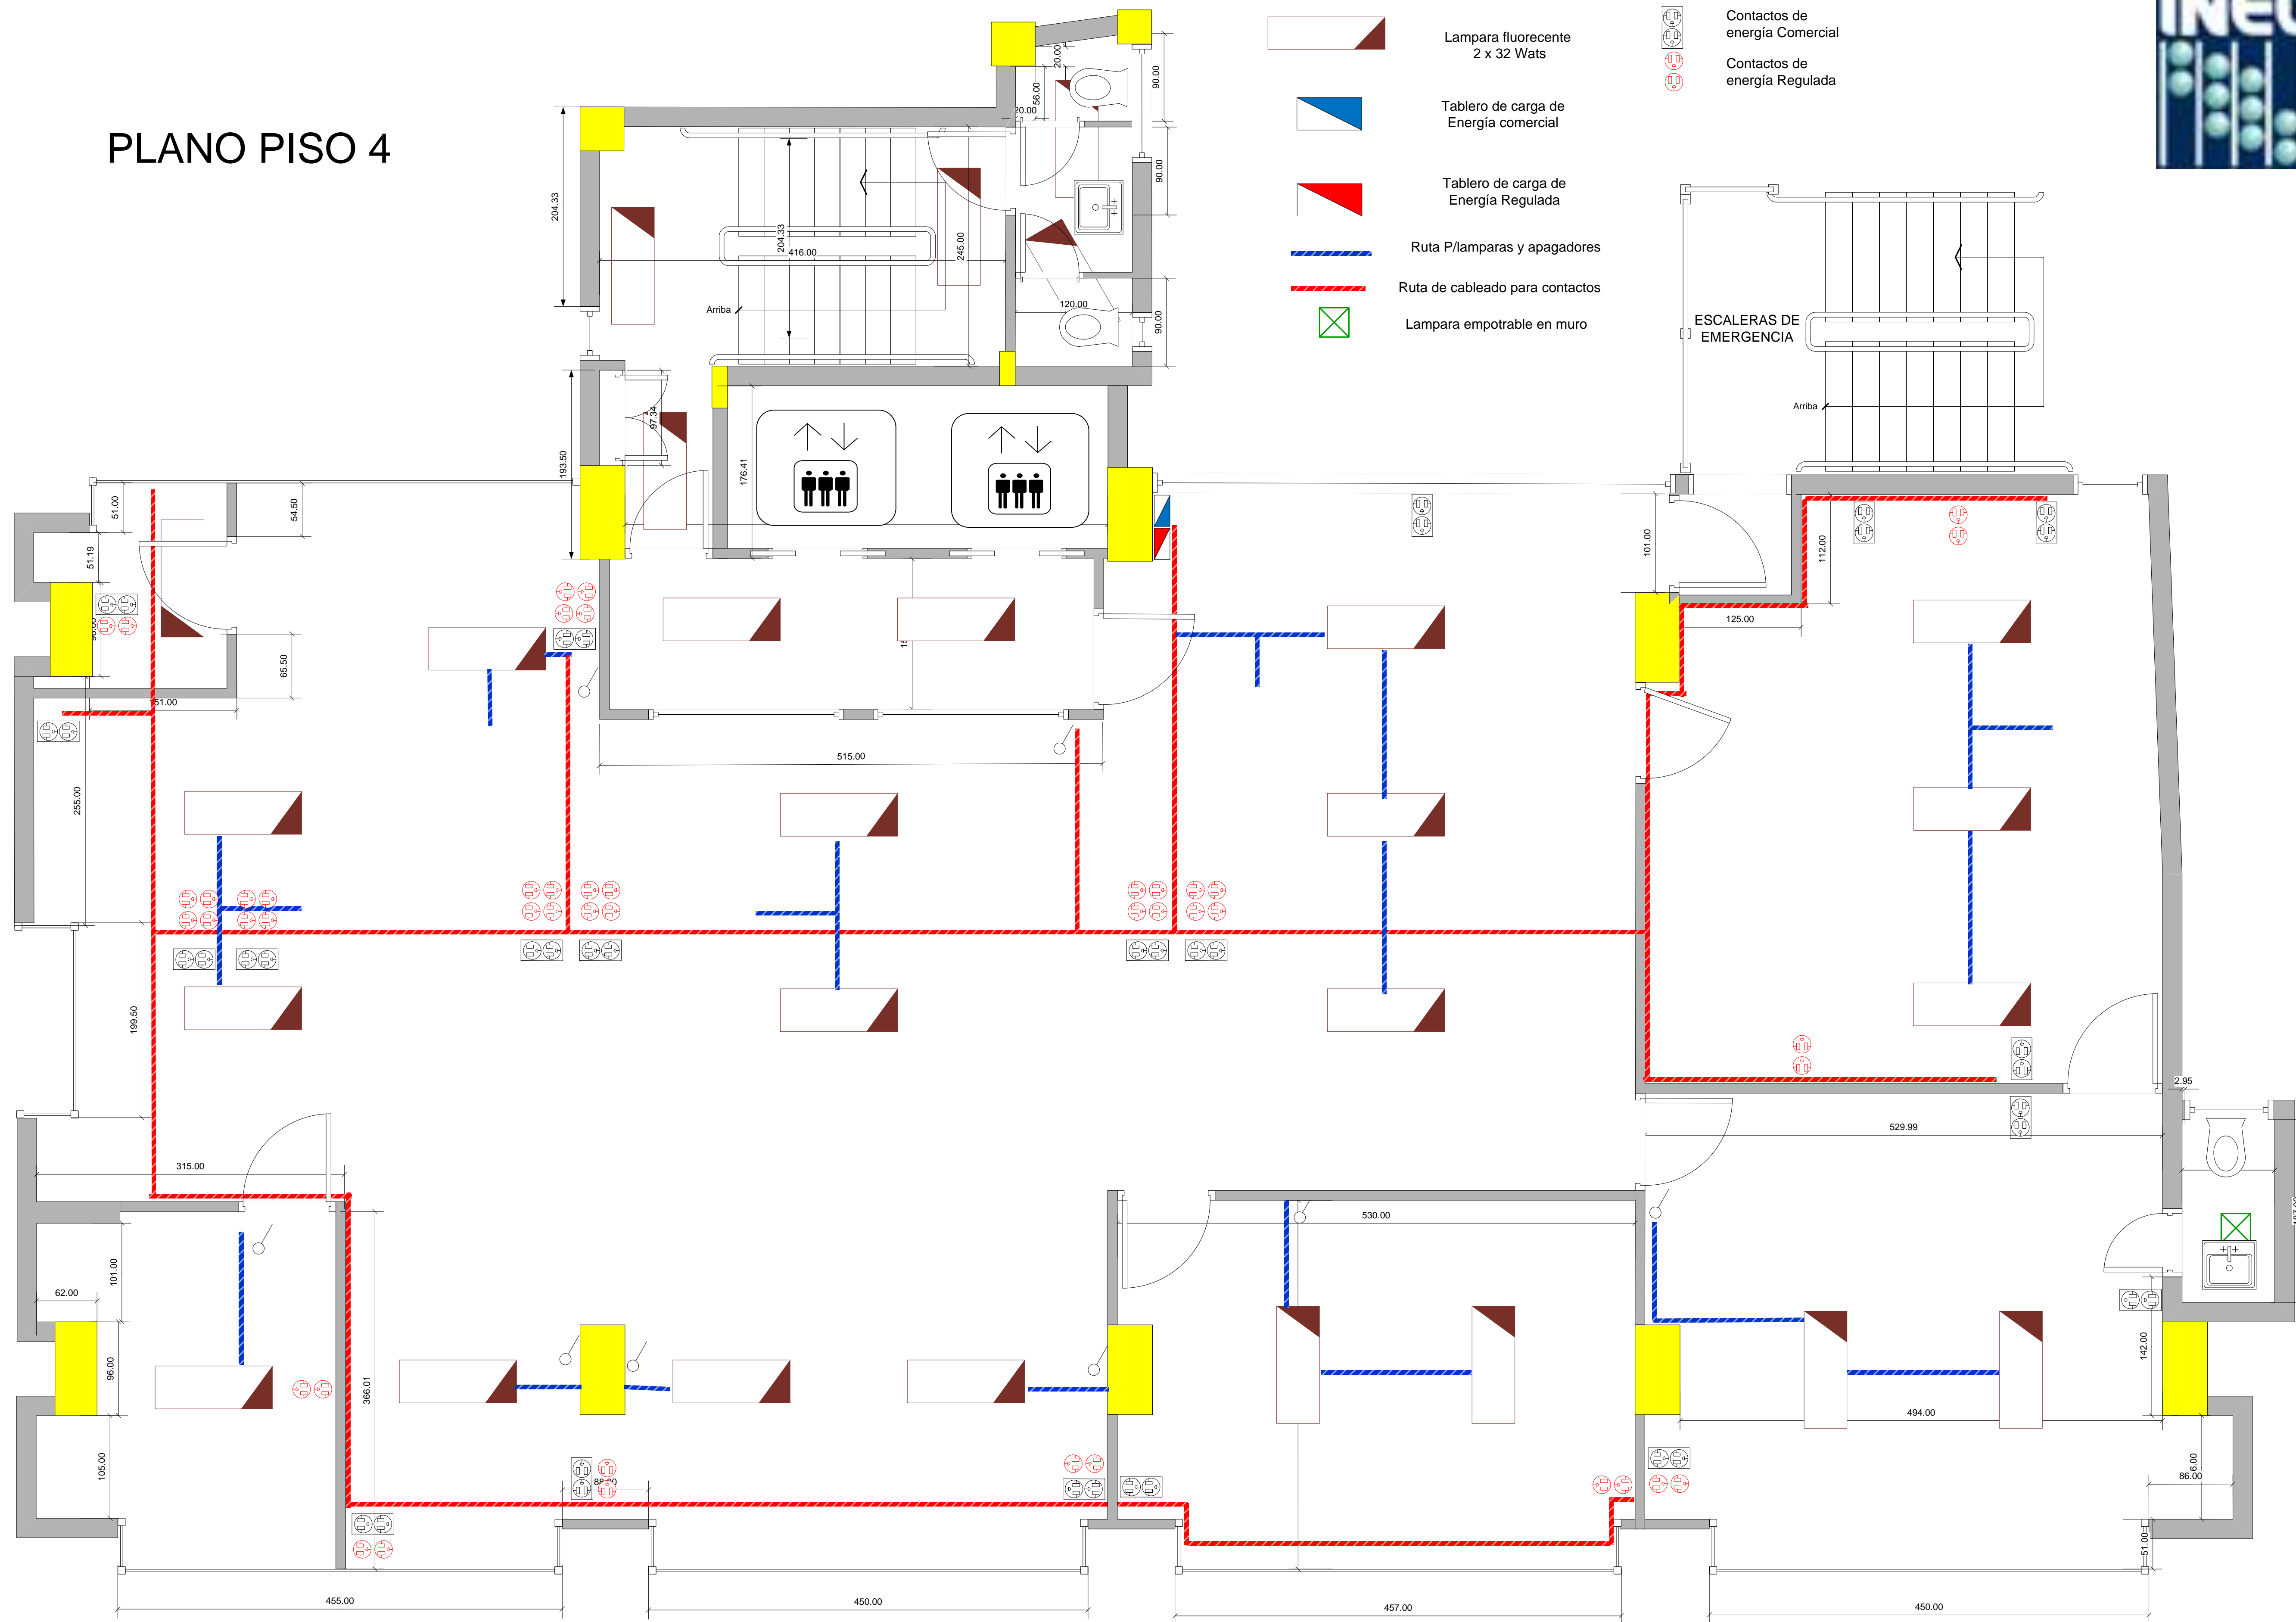 PLANO PISO 4
Lampara fluorecente
2 x 32 Wats
Tablero de carga de
Energía comercial
Tablero de carga de
Energía Regulada
Ruta P/lamparas y apagadores
Ruta de cableado para contactos
Lampara empotrable en muro
Contactos de
energía Comercial
Contactos de
energía Regulada
20.00
56.00
20.00
90.00
90.00
90.00
204.33
204.33
416.00
245.00
120.00
Arriba
ESCALERAS DE
EMERGENCIA
Arriba
97.34
193.50
176.41
51.00
54.50
51.19
96.00
65.50
51.00
255.00
515.00
101.00
112.00
125.00
199.50
2.95
529.99
315.00
530.00
101.00
62.00
96.00
366.01
105.00
142.00
494.00
86.00
51.00
455.00
450.00
457.00
450.00